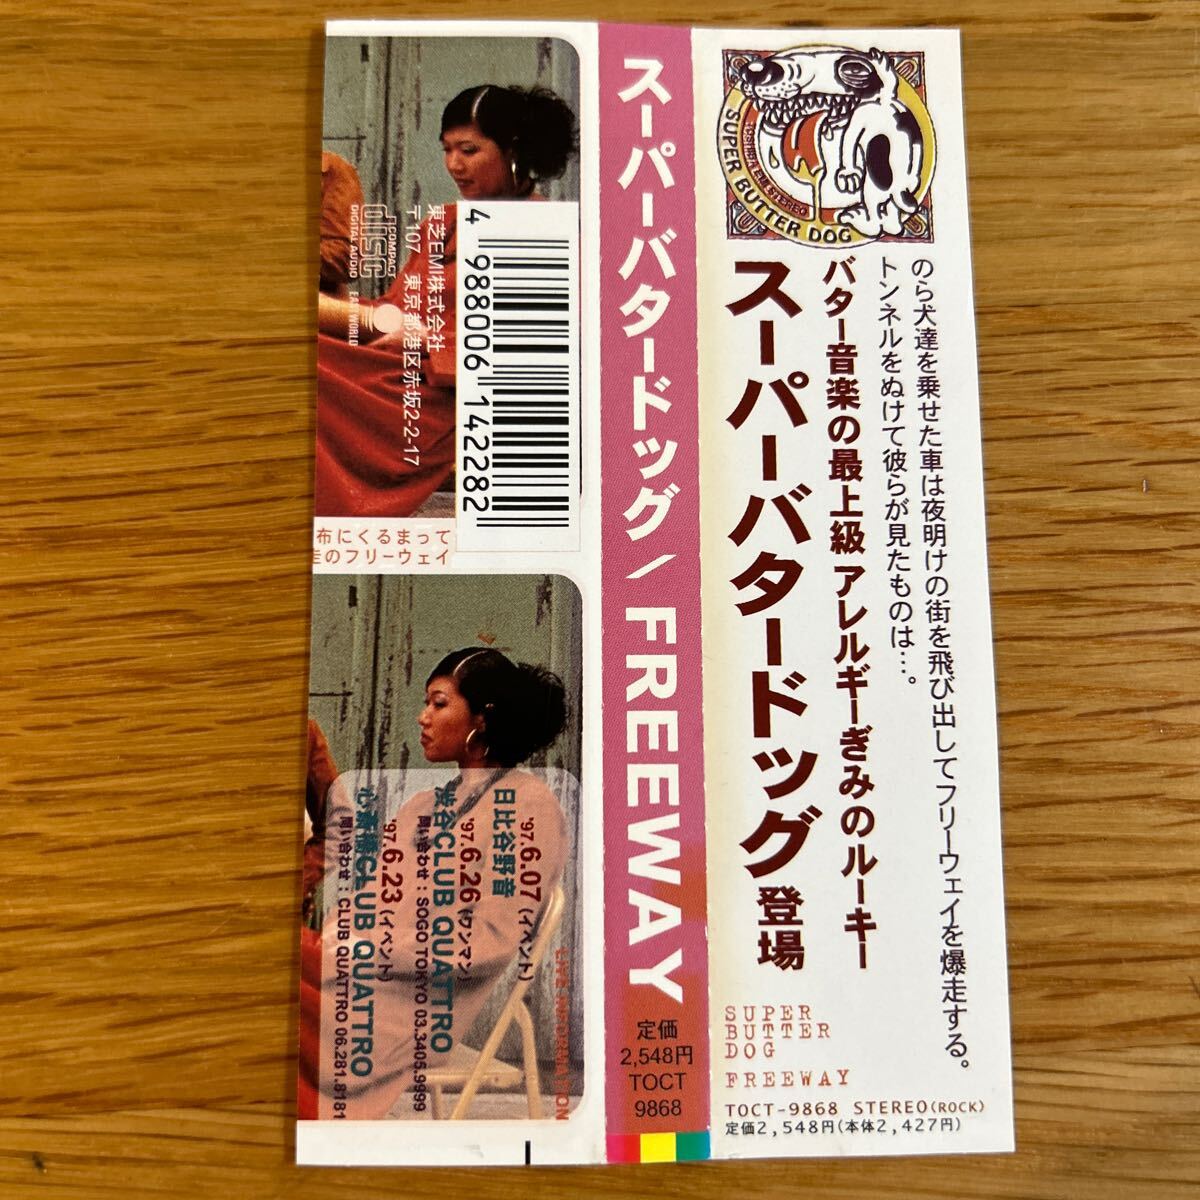 SUPER BUTTER DOG
TOSHIBA EMI STEREO
のら犬達を乗せた車は夜明けの街を飛び出してフリーウェイを爆走する。
トンネルをぬけて彼らが見たものは…。
バター音楽の最上級 アレルギーぎみのルーキー
スーパーバタードッグ登場
SUPER
BUTTER
DOG
FREEWAY
TOCT-9868 STEREO(ROCK)
定価2,548円(本体2,427円)
スーパーバタードッグ/FREEWAY
定価
2,548円
TOCT
9868
4 988006 142282
東芝EMI株式会社
〒107 東京都港区赤坂2-2-17
COMPACT
disc
DIGITAL AUDIO
EASTWORLD
布にくるまって
走のフリーウェイ
LIVE INFORMATION
'97.6.07 (イベント)
日比谷野音
'97.6.26 (ワンマン)
渋谷CLUB QUATTRO
問い合わせ：SOGO TOKYO 03.3405.9999
'97.6.23 (イベント)
心斎橋CLUB QUATTRO
問い合わせ：CLUB QUATTRO 06.281.8181